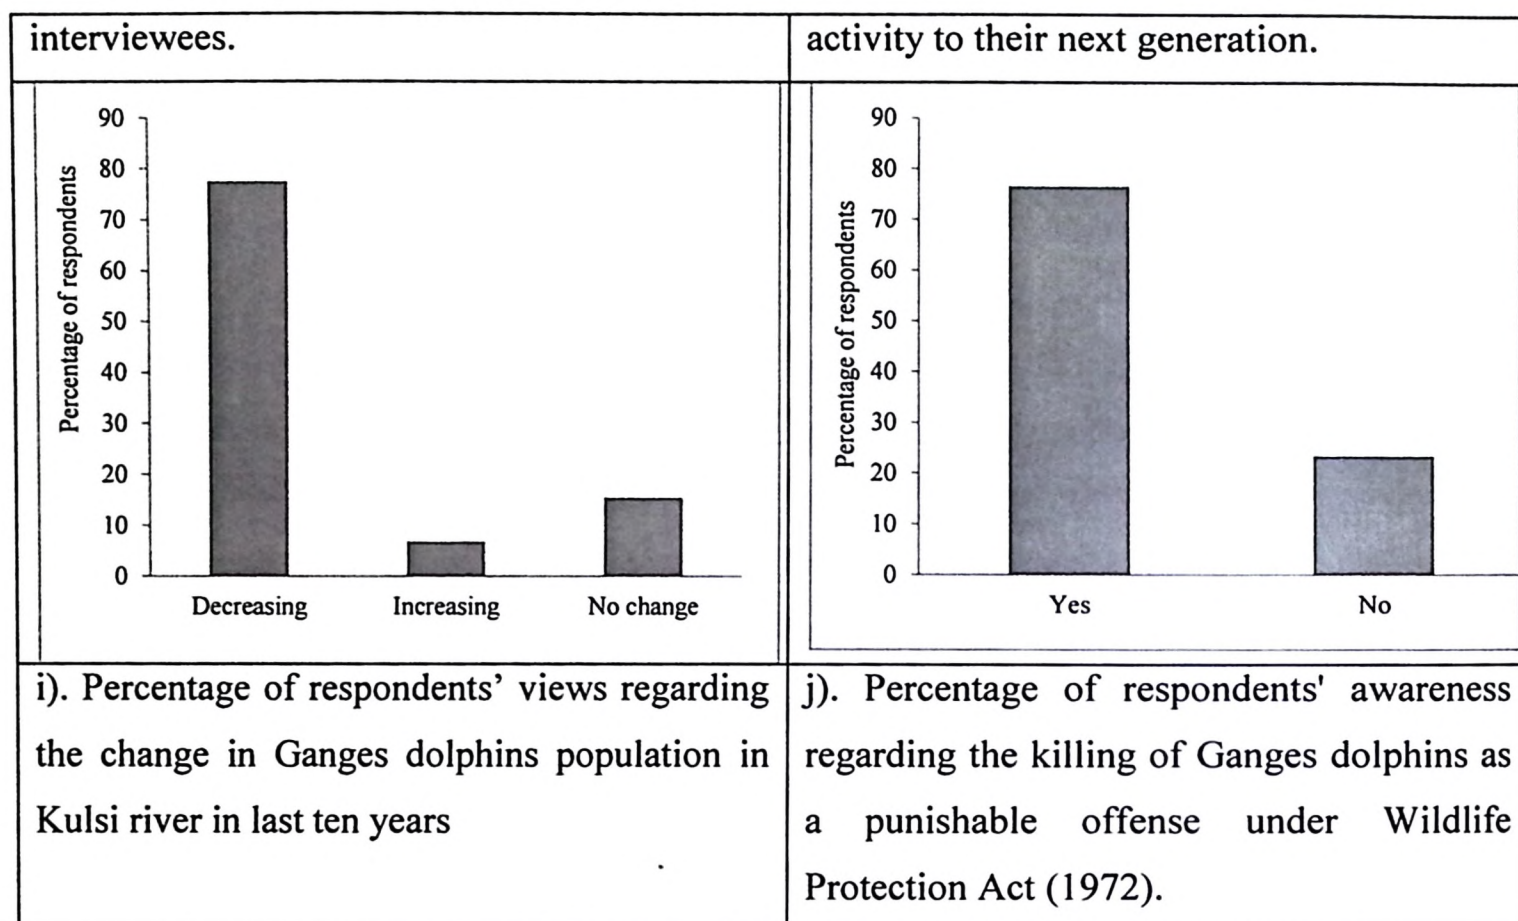 interviewees.
activity to their next generation.
90
80
70
60
50
40
30
20
10
0
Percentage of respondents
Decreasing Increasing No change
90
80
70
60
50
40
30
20
10
0
Percentage of respondents
Yes No
i). Percentage of respondents’ views regarding
the change in Ganges dolphins population in
Kulsi river in last ten years
j). Percentage of respondents' awareness
regarding the killing of Ganges dolphins as
a punishable offense under Wildlife
Protection Act (1972).